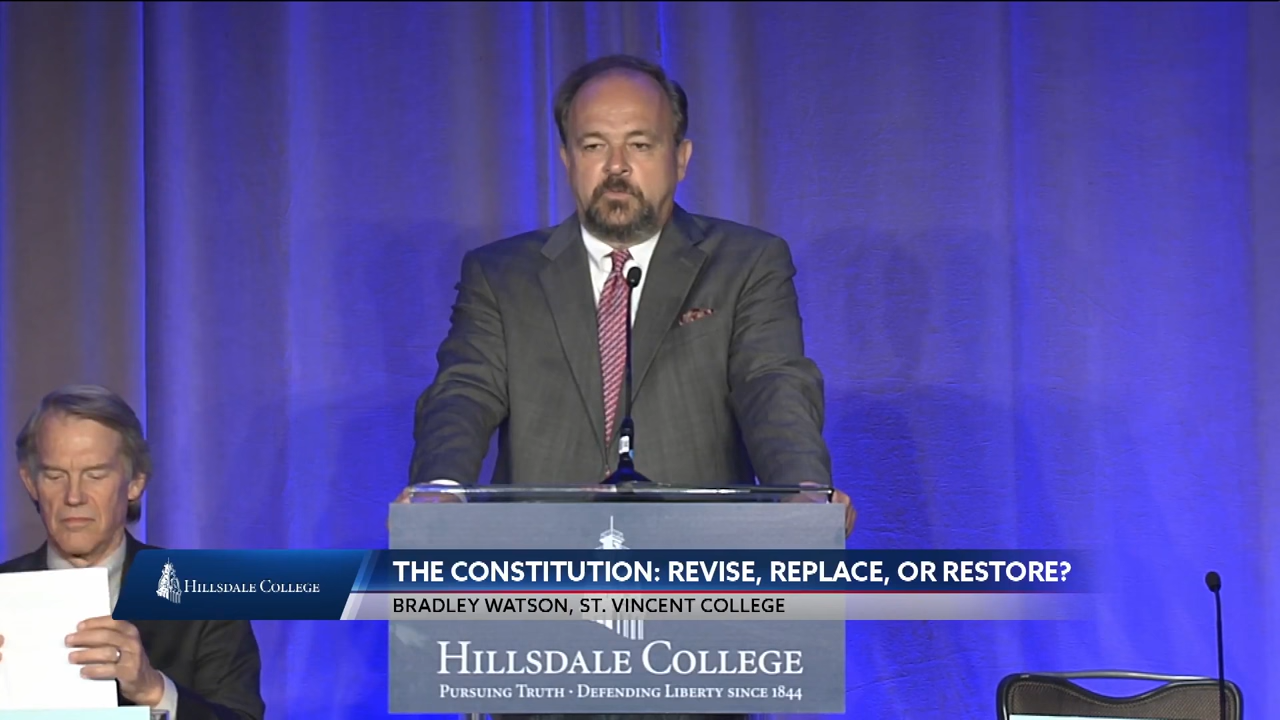 HILLSDALE COLLEGE
THE CONSTITUTION: REVISE, REPLACE, OR RESTORE?
BRADLEY WATSON, ST. VINCENT COLLEGE
HILLSDALE COLLEGE
PURSUING TRUTH · DEFENDING LIBERTY SINCE 1844